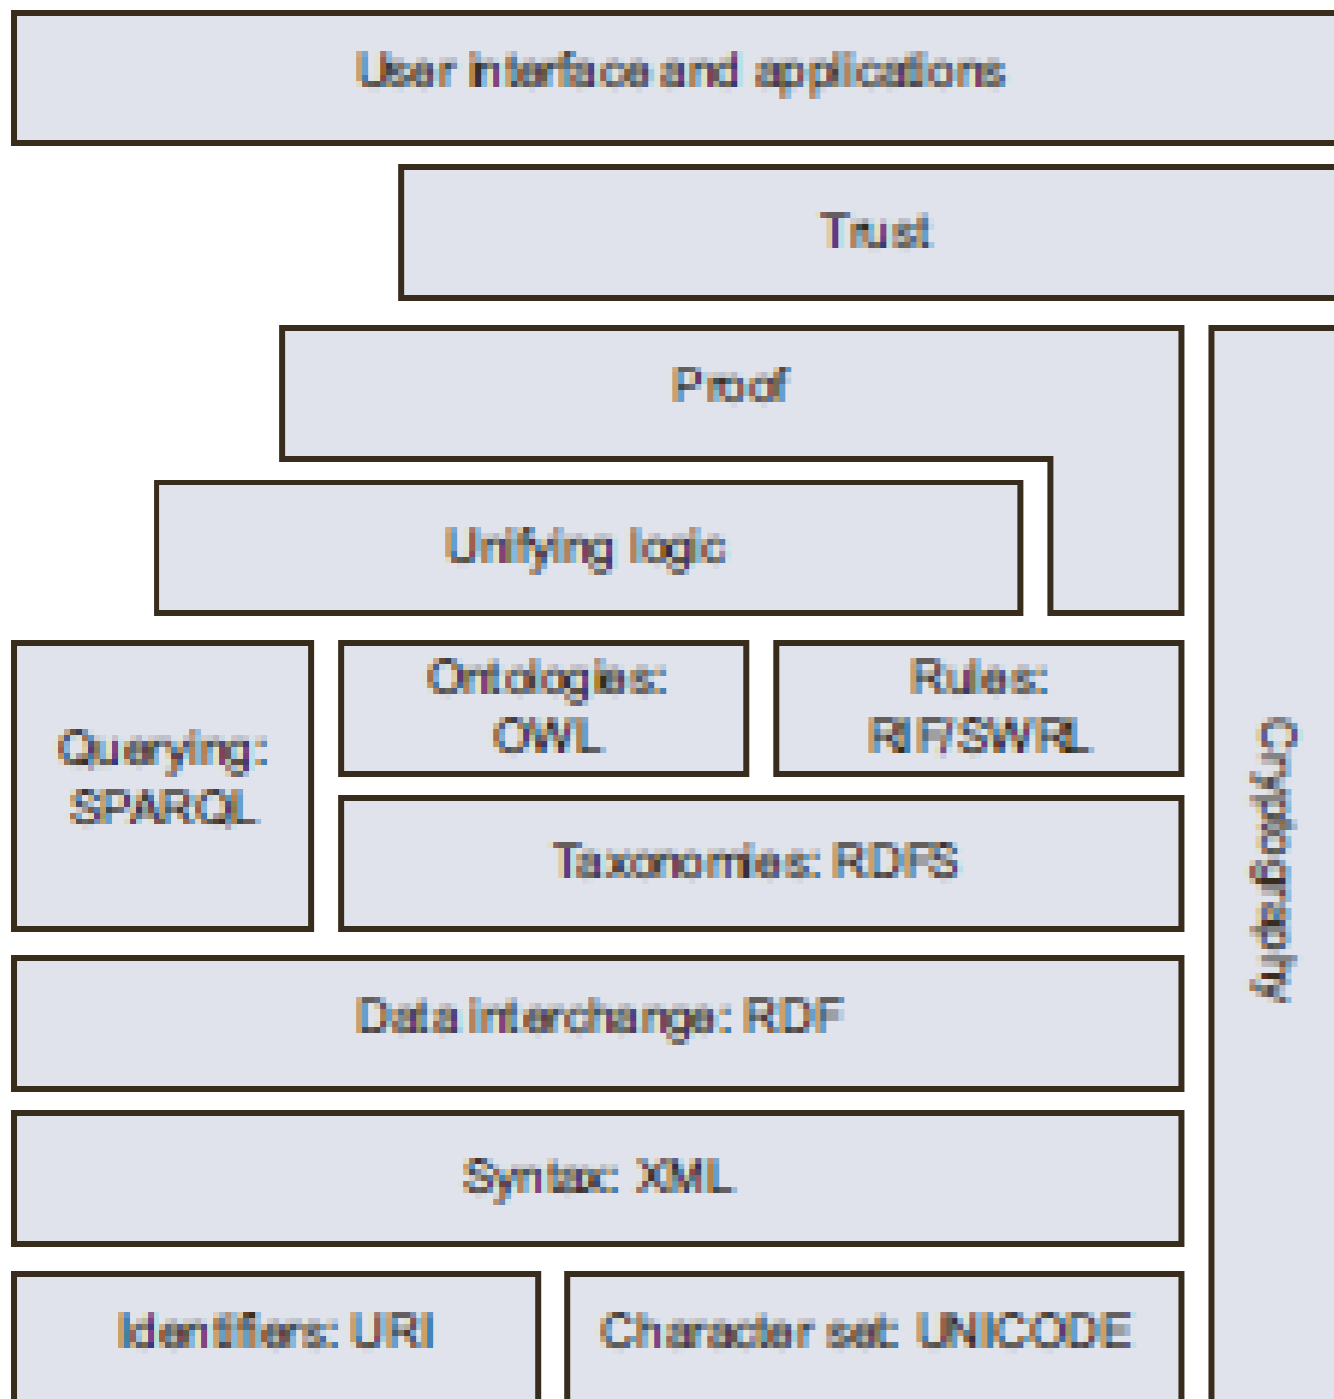 User interface and applications
Trust
Proof
Unifying logic
Querying:
SPARQL
Ontologies:
OWL
Rules:
RIF/SWRL
Taxonomies: RDFS
Cryptography
Data interchange: RDF
Syntax: XML
Identifiers: URI
Character set: UNICODE